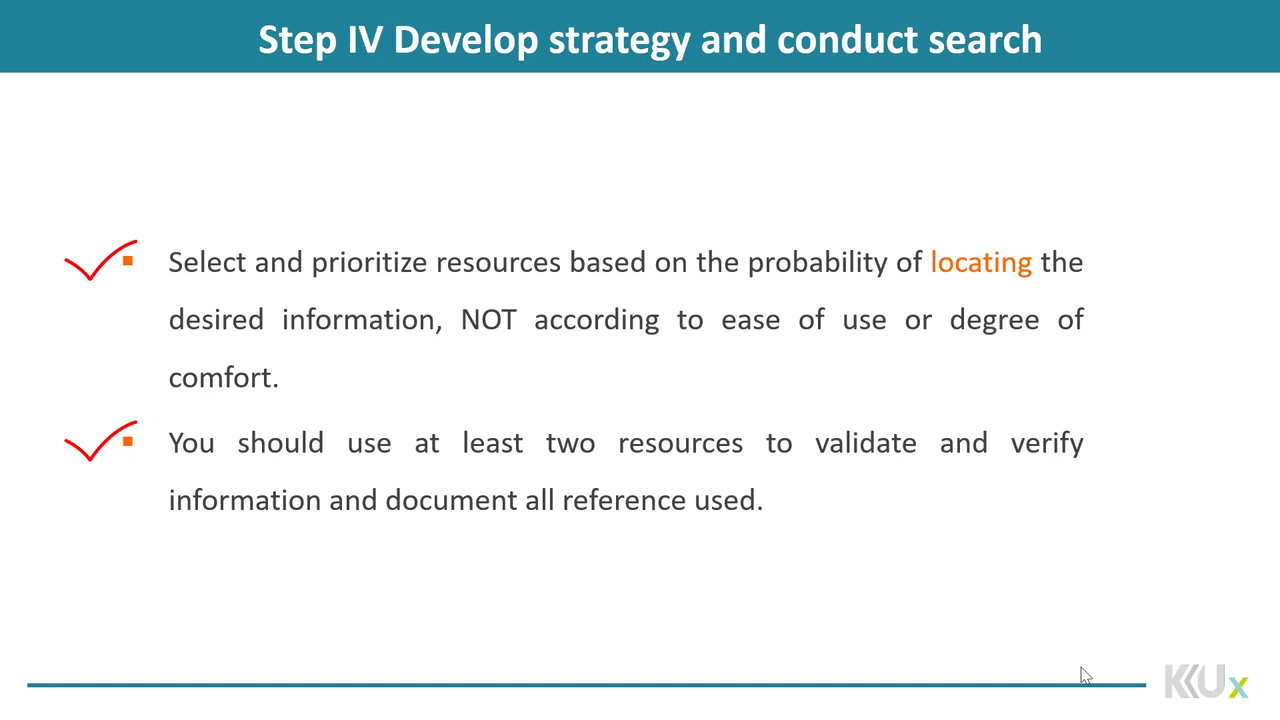 Step IV Develop strategy and conduct search
Select and prioritize resources based on the probability of locating the
desired information, NOT according to ease of use or degree of
comfort.
You should use at least two resources to validate and verify
information and document all reference used.
KKUx